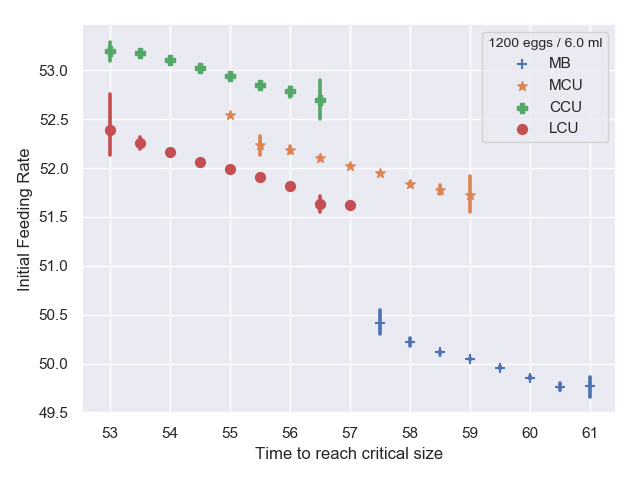 1200 eggs / 6.0 ml
MB
MCU
CCU
LCU
Initial Feeding Rate
53.0
52.5
52.0
51.5
51.0
50.5
50.0
49.5
53 54 55 56 57 58 59 60 61
Time to reach critical size